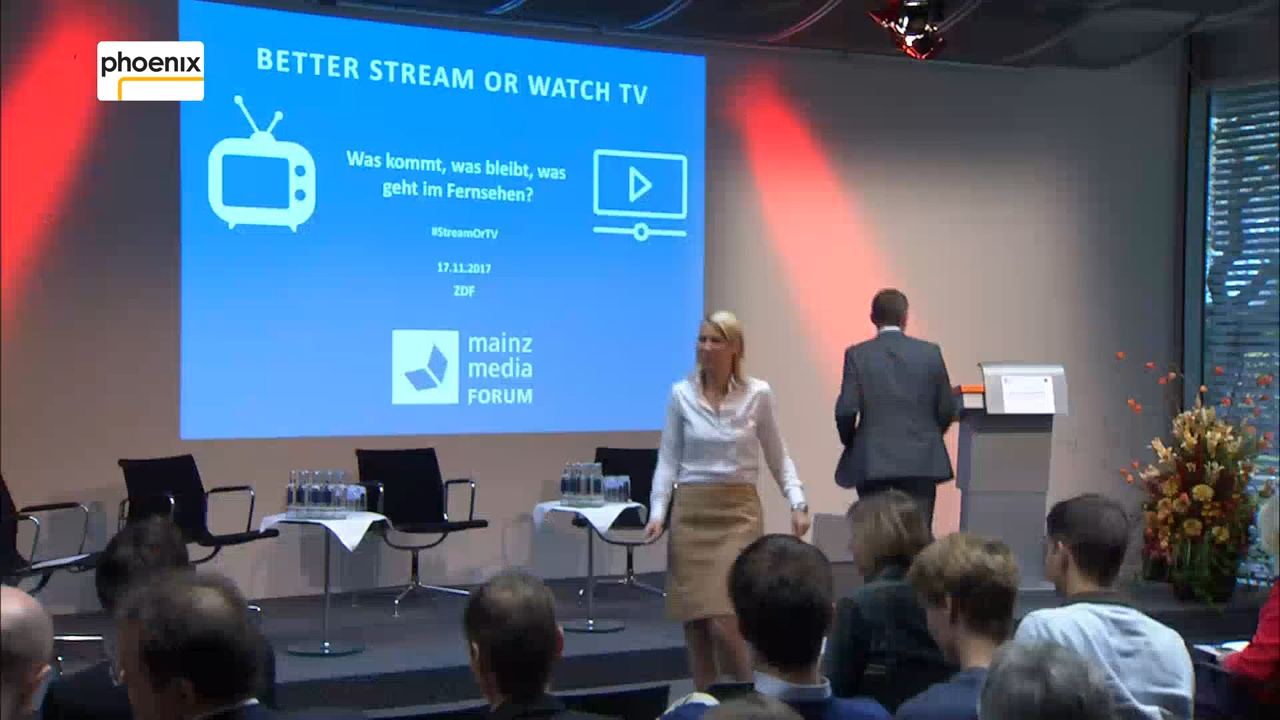 phoenix
BETTER STREAM OR WATCH TV
Was kommt, was bleibt, was
geht im Fernsehen?
#StreamOrTV
17.11.2017
ZDF
mainz
media
FORUM